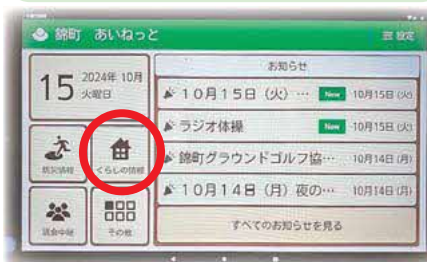 錦町 あいねっと
設定
15
2024年 10月
火曜日
お知らせ
10月15日（火）… New 10月15日(火)
ラジオ体操 New 10月15日(火)
錦町グラウンドゴルフ協… 10月14日(月)
10月14日（月）夜の… 10月14日(月)
すべてのお知らせを見る
防災情報
くらしの情報
議会中継
その他